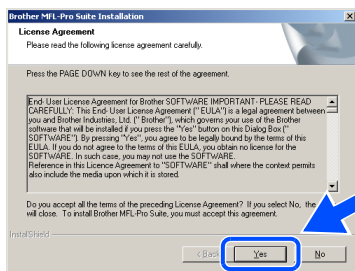 Brother MFL-Pro Suite Installation
License Agreement
Please read the following license agreement carefully.
Press the PAGE DOWN key to see the rest of the agreement.
End- User License Agreement for Brother SOFTWARE IMPORTANT- PLEASE READ
CAREFULLY: This End- User License Agreement (" EULA") is a legal agreement between
you and Brother Industries, Ltd. (" Brother"), which governs your use of the Brother
software that will be installed if you press the "Yes" button on this Dialog Box ("
SOFTWARE"). By pressing "Yes", you agree to be legally bound by the terms of this
EULA. If you do not agree to the terms of this EULA, you obtain no license for the
SOFTWARE. In such case, you may not use the SOFTWARE.
Reference in this Licence Agreement to "SOFTWARE" shall where the context permits
also include the media upon which it is stored.
Do you accept all the terms of the preceding License Agreement? If you select No, the
will close. To install Brother MFL-Pro Suite, you must accept this agreement.
InstallShield
< Back Yes No